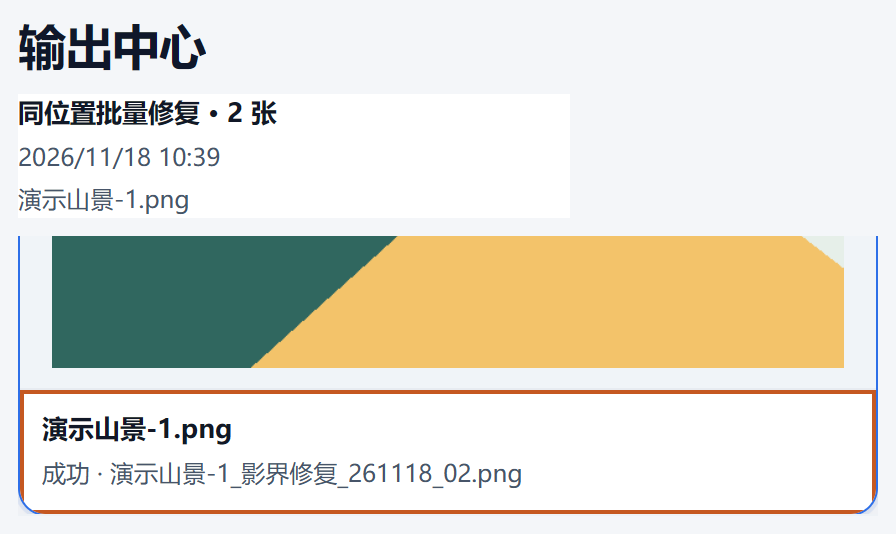 输出中心
同位置批量修复 • 2 张
2026/11/18 10:39
演示山景-1.png
演示山景-1.png
成功 · 演示山景-1_影界修复_261118_02.png